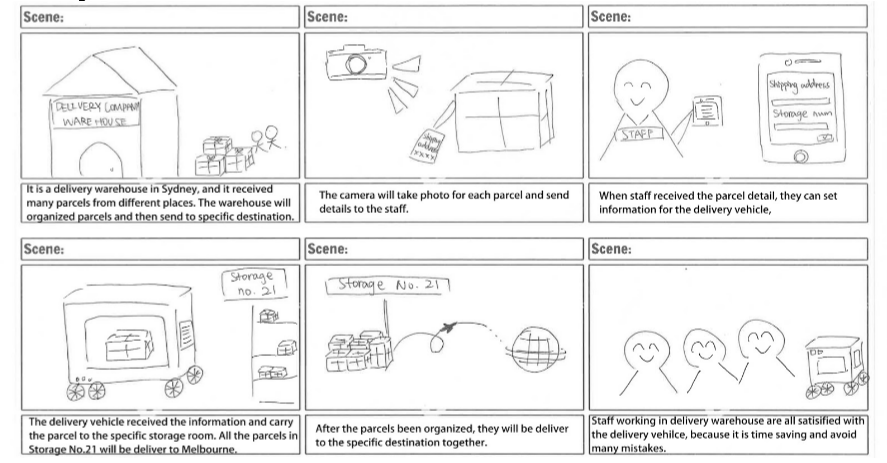 Scene:
Scene:
Scene:
DELIVERY COMPANY
WAREHOUSE
Shipping
address
XXXX
STAFF
Shipping address
Storage num
It is a delivery warehouse in Sydney, and it received
many parcels from different places. The warehouse will
organized parcels and then send to specific destination.
The camera will take photo for each parcel and send
details to the staff.
When staff received the parcel detail, they can set
information for the delivery vehicle,
Scene:
Scene:
Scene:
Storage
no. 21
Storage No. 21
The delivery vehicle received the information and carry
the parcel to the specific storage room. All the parcels in
Storage No.21 will be deliver to Melbourne.
After the parcels been organized, they will be deliver
to the specific destination together.
Staff working in delivery warehouse are all satisified with
the delivery vehilce, because it is time saving and avoid
many mistakes.